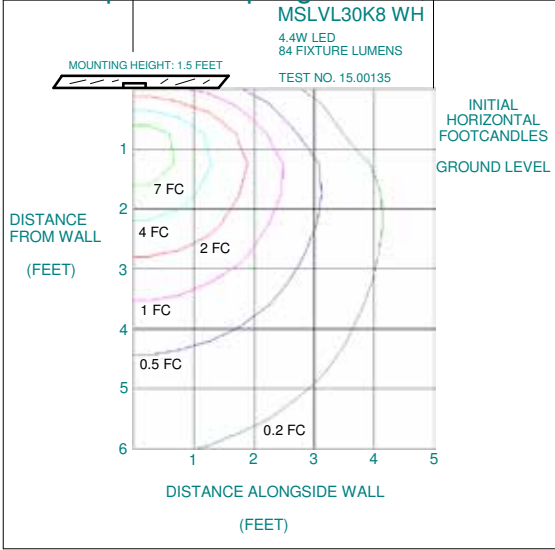 MSLVL30K8 WH
4.4W LED
84 FIXTURE LUMENS
MOUNTING HEIGHT: 1.5 FEET
TEST NO. 15.00135
INITIAL
HORIZONTAL
FOOTCANDLES
GROUND LEVEL
1
7 FC
2
DISTANCE
FROM WALL
4 FC
2 FC
(FEET)
3
1 FC
4
0.5 FC
5
0.2 FC
6
1 2 3 4 5
DISTANCE ALONGSIDE WALL
(FEET)